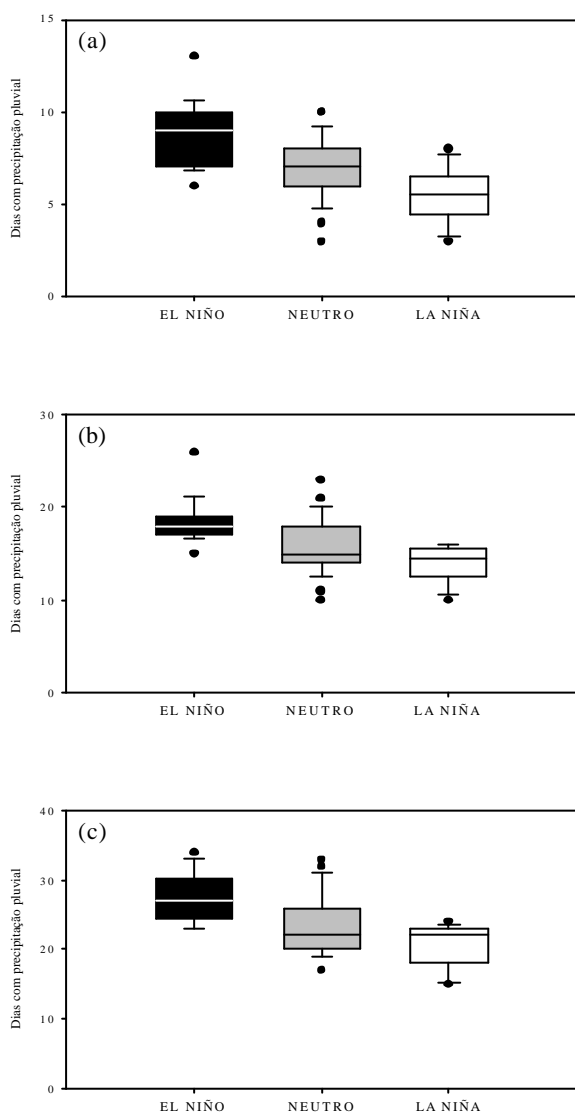 (a)
Dias com precipitação pluvial
15
10
5
0
EL NIÑO NEUTRO LA NIÑA
(b)
Dias com precipitação pluvial
30
20
10
0
EL NIÑO NEUTRO LA NIÑA
(c)
Dias com precipitação pluvial
40
30
20
10
0
EL NIÑO NEUTRO LA NIÑA